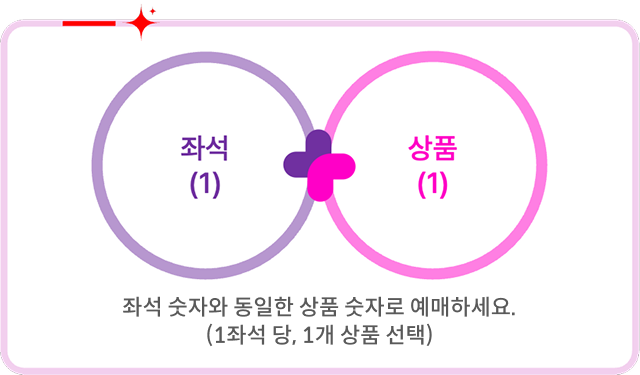 좌석
(1)
상품
(1)
좌석 숫자와 동일한 상품 숫자로 예매하세요.
(1좌석 당, 1개 상품 선택)